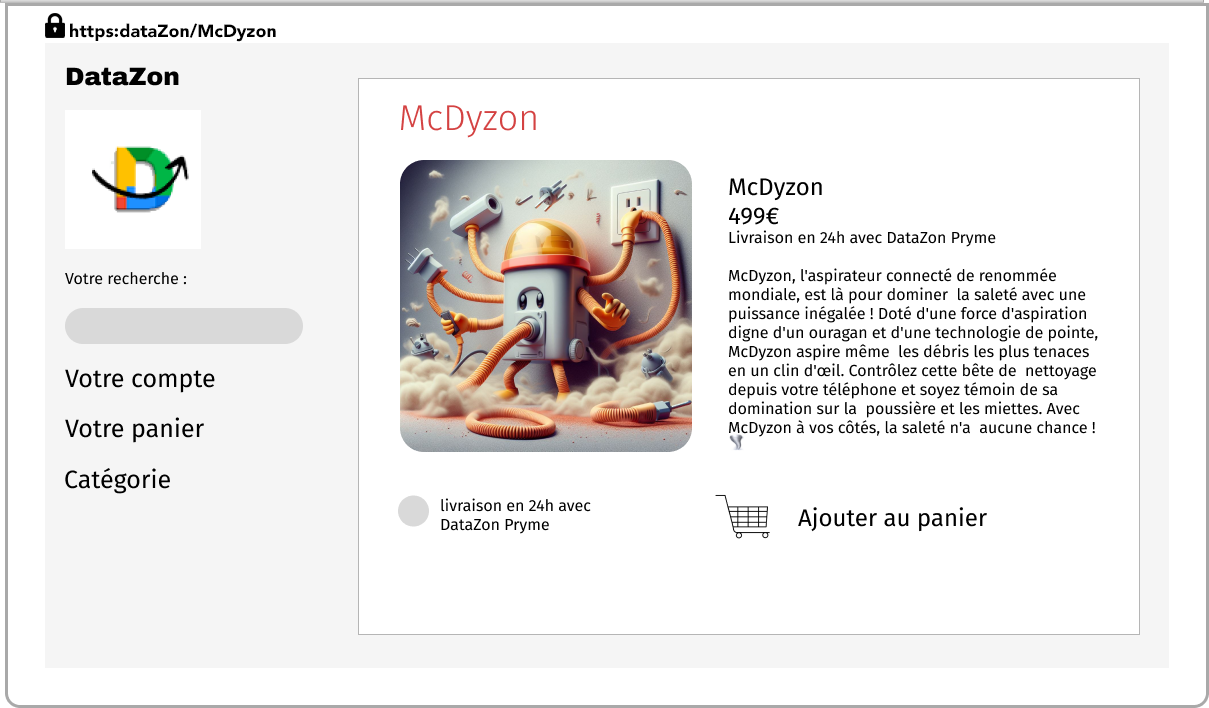 https:dataZon/McDyzon
DataZon
Votre recherche :
Votre compte
Votre panier
Catégorie
McDyzon
McDyzon
499€
Livraison en 24h avec DataZon Pryme
McDyzon, l'aspirateur connecté de renommée
mondiale, est là pour dominer  la saleté avec une
puissance inégalée ! Doté d'une force d'aspiration
digne d'un ouragan et d'une technologie de pointe,
McDyzon aspire même  les débris les plus tenaces
en un clin d'œil. Contrôlez cette bête de  nettoyage
depuis votre téléphone et soyez témoin de sa
domination sur la  poussière et les miettes. Avec
McDyzon à vos côtés, la saleté n'a  aucune chance !
livraison en 24h avec
DataZon Pryme
Ajouter au panier